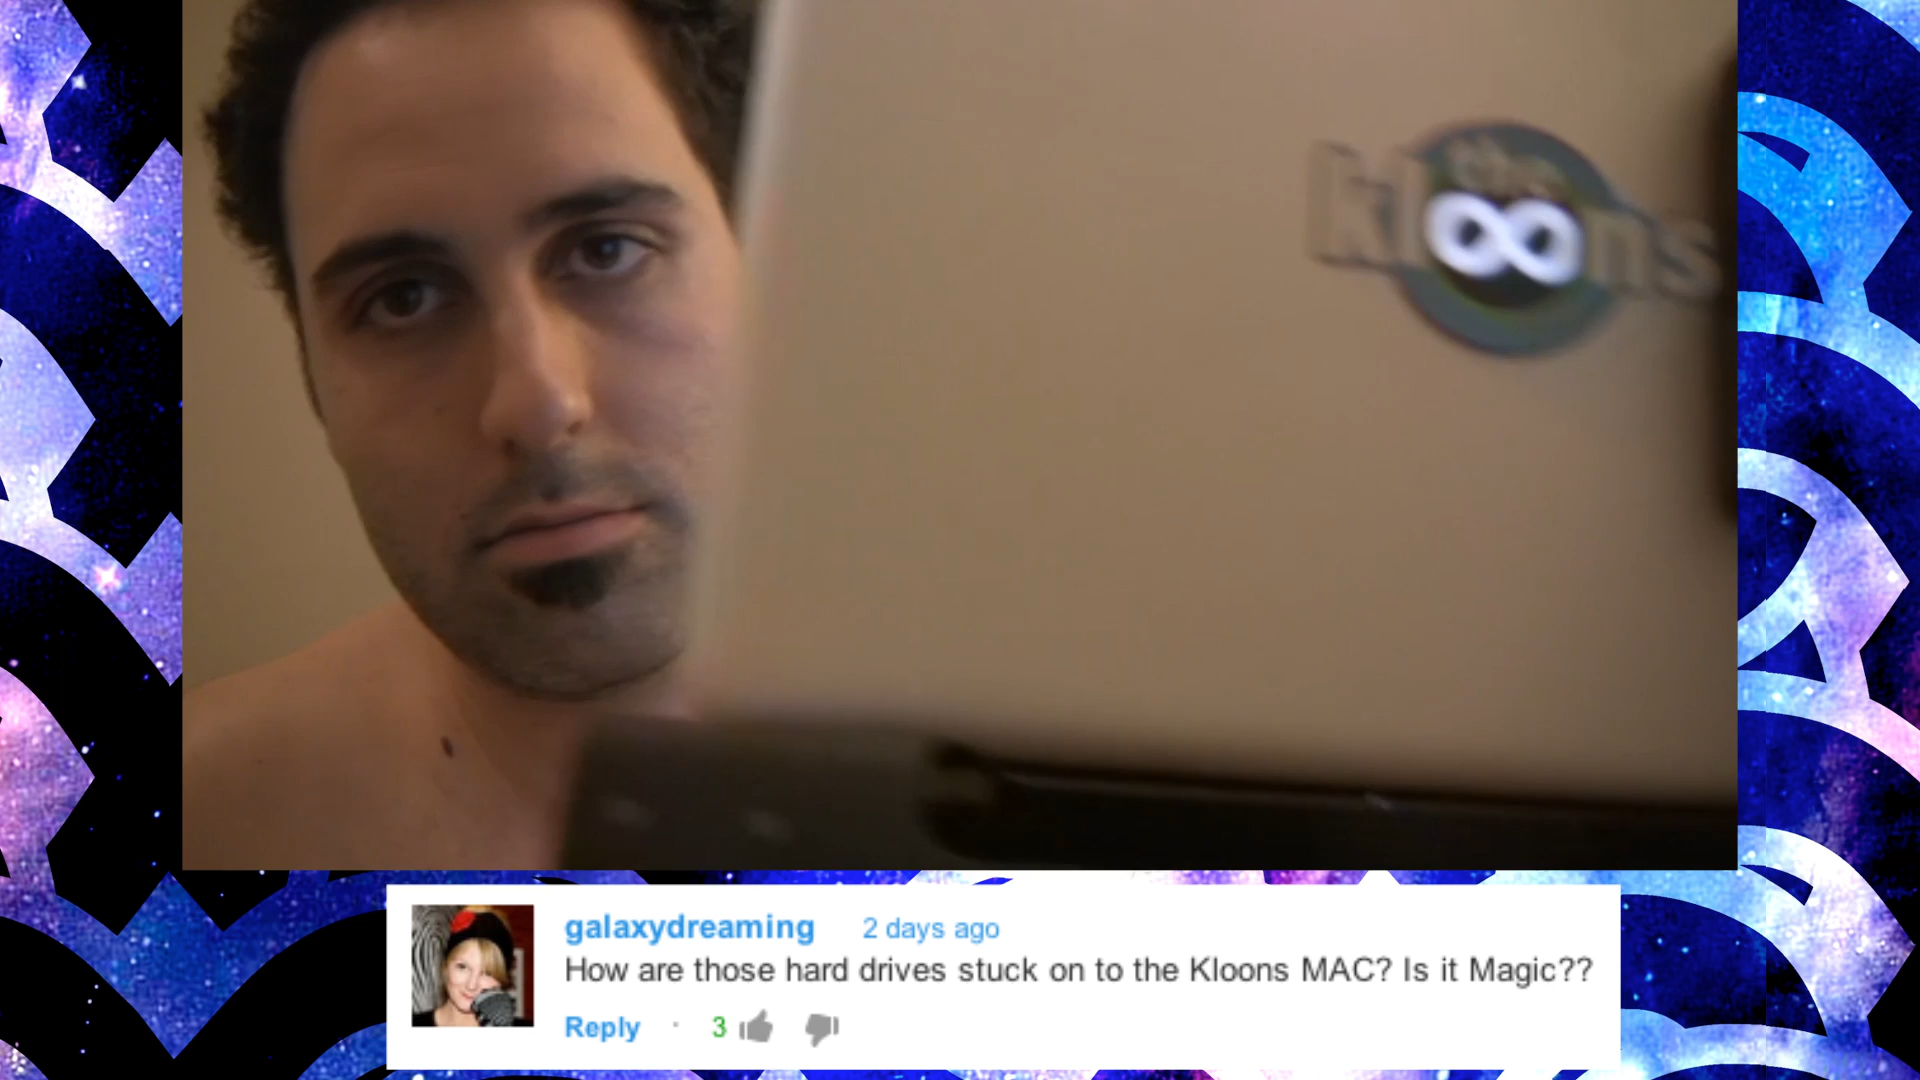 the
kloons
galaxydreaming 2 days ago
How are those hard drives stuck on to the Kloons MAC? Is it Magic??
Reply · 3